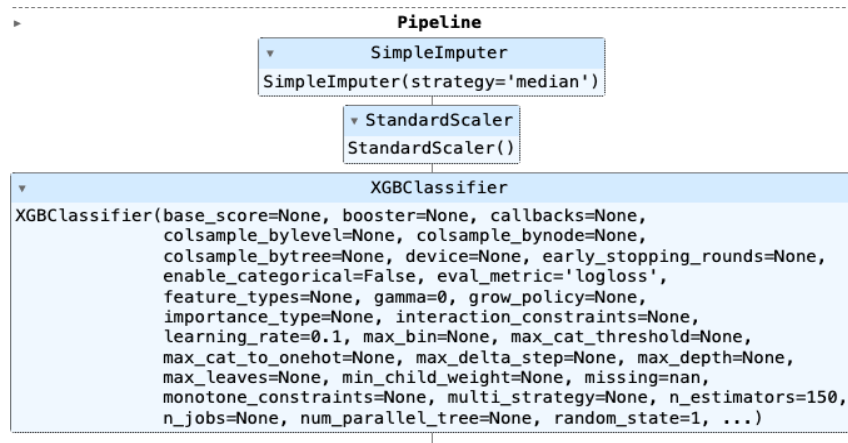 Pipeline
SimpleImputer
SimpleImputer(strategy='median')
StandardScaler
StandardScaler()
XGBClassifier
XGBClassifier(base_score=None, booster=None, callbacks=None,
colsample_bylevel=None, colsample_bynode=None,
colsample_bytree=None, device=None, early_stopping_rounds=None,
enable_categorical=False, eval_metric='logloss',
feature_types=None, gamma=0, grow_policy=None,
importance_type=None, interaction_constraints=None,
learning_rate=0.1, max_bin=None, max_cat_threshold=None,
max_cat_to_onehot=None, max_delta_step=None, max_depth=None,
max_leaves=None, min_child_weight=None, missing=nan,
monotone_constraints=None, multi_strategy=None, n_estimators=150,
n_jobs=None, num_parallel_tree=None, random_state=1, ...)